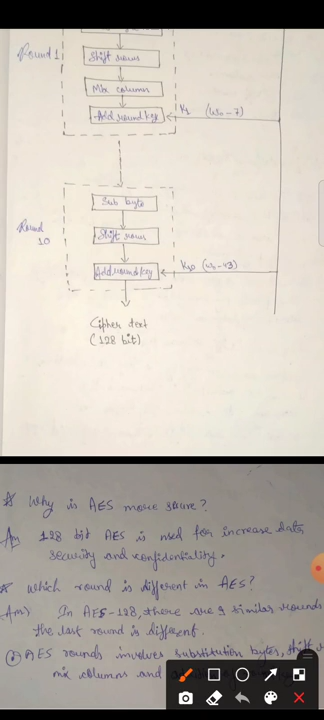 Round 1
Shift rows
Mix columns
Add round key
K1 (W4-7)
Sub byte
Round
10
Shift rows
Add round key
K10 (W-43)
Cipher text
(128 bit)
Why is AES more secure?
Ans 128 bit AES is used for increase data
security and confidentiality.
Which round is different in AES?
Ans) In AES-128, there are 9 similar rounds
the last round is different.
AES rounds involves substitution bytes, shift
mix columns and